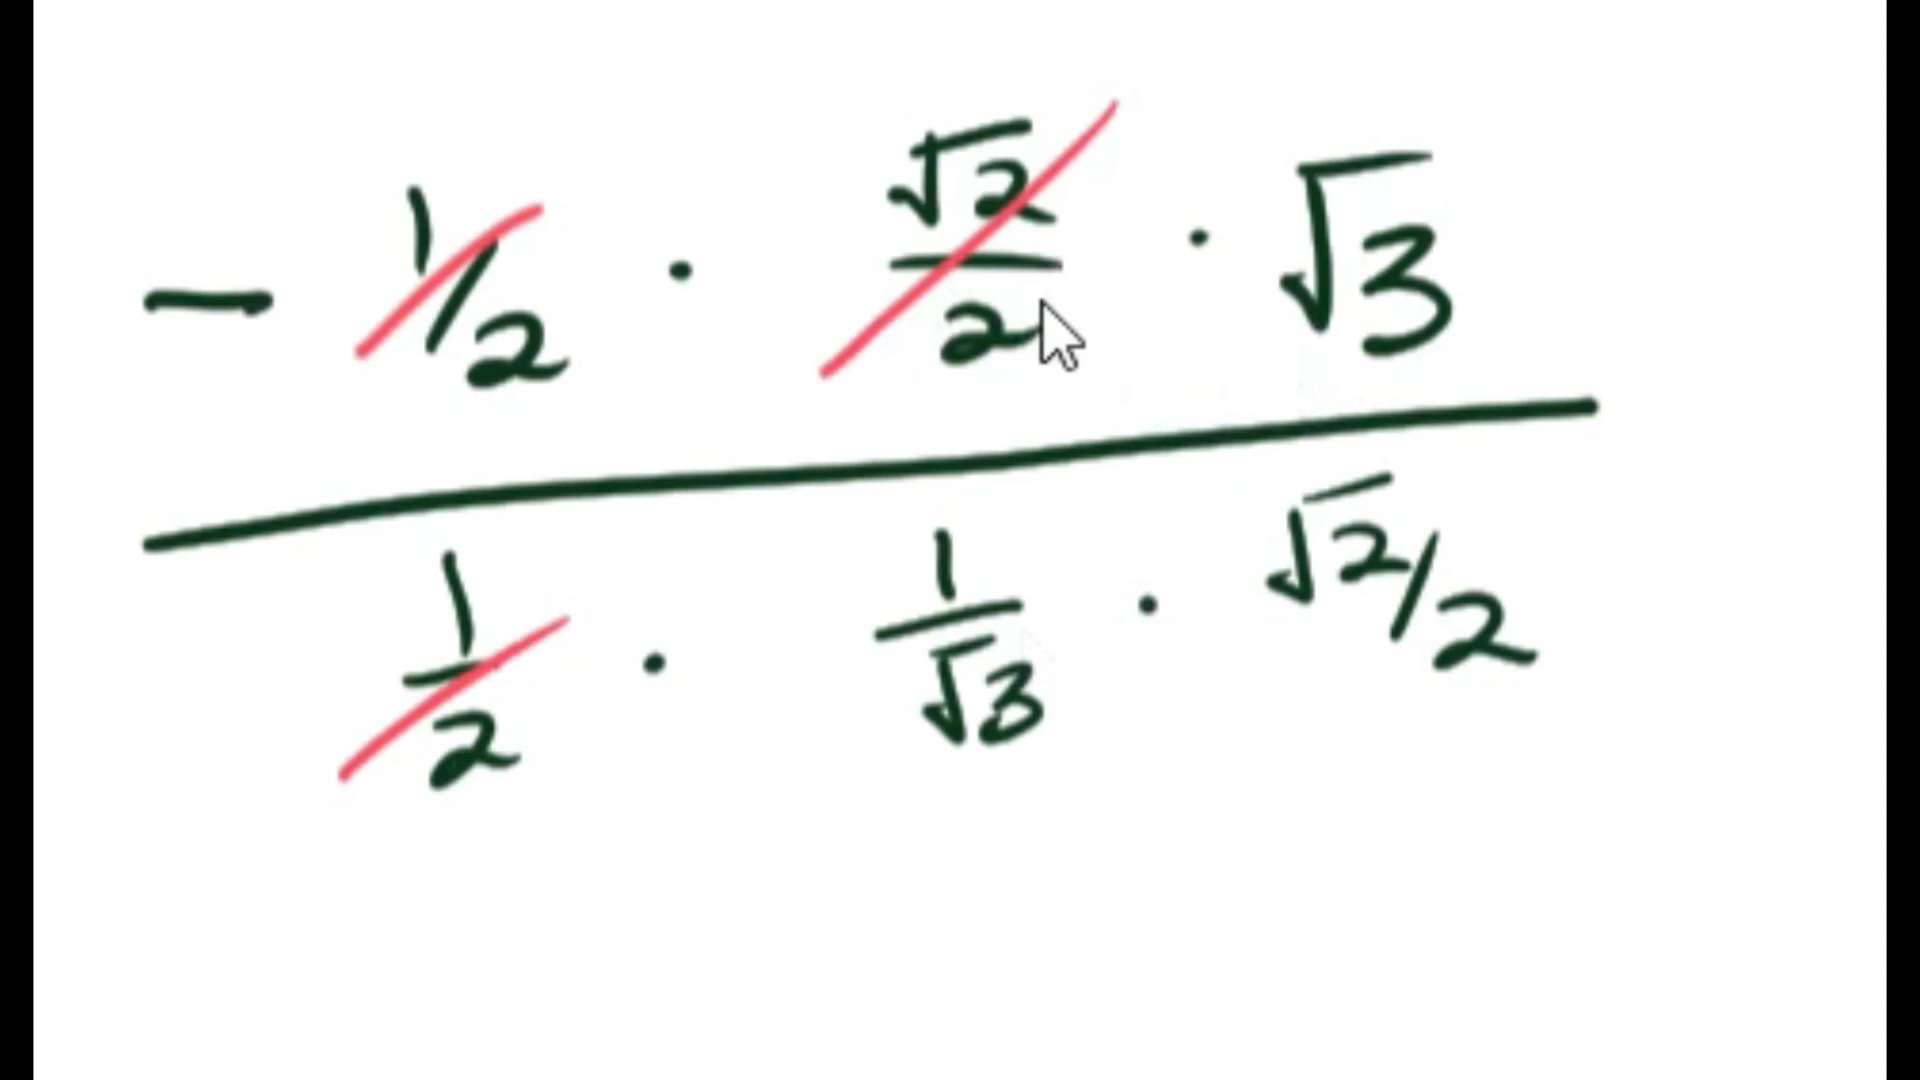 - 1/2 · √2/2 · √3
1/2 · 1/√3 · √2/2